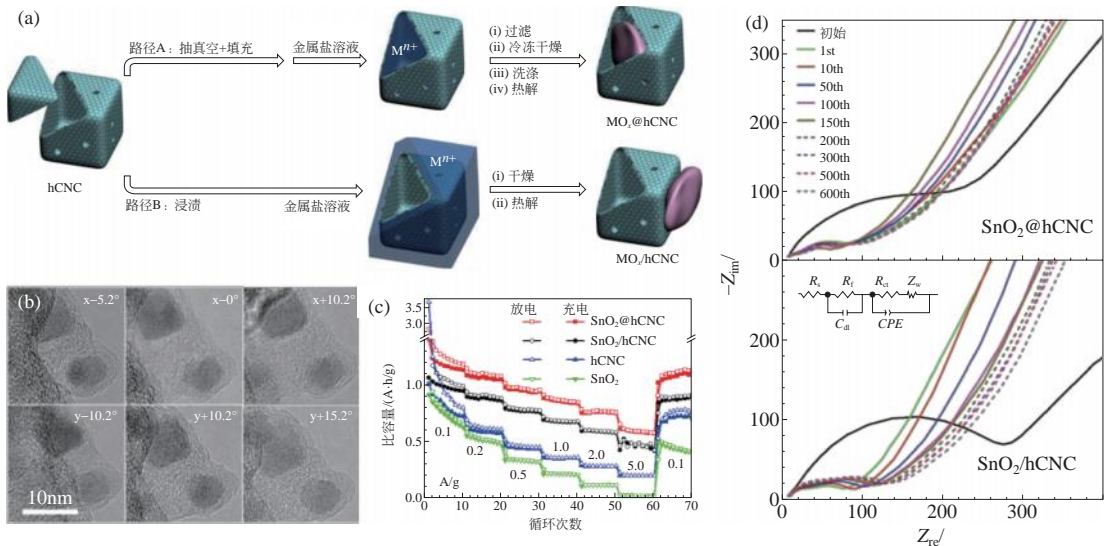 (a)
路径A：抽真空+填充
金属盐溶液
Mⁿ⁺
(i) 过滤
(ii) 冷冻干燥
(iii) 洗涤
(iv) 热解
MOₓ@hCNC
hCNC
路径B：浸渍
金属盐溶液
Mⁿ⁺
(i) 干燥
(ii) 热解
MOₓ/hCNC
(b)
x−5.2°
x−0°
x+10.2°
y−10.2°
y+10.2°
y+15.2°
10nm
(c)
放电 充电
SnO₂@hCNC
SnO₂/hCNC
hCNC
SnO₂
3.5
3.0
1.0
0.5
0.0
比容量/(A·h/g)
0.1
0.2
0.5
1.0
2.0
5.0
0.1
A/g
0 10 20 30 40 50 60 70
循环次数
(d)
初始
1st
10th
50th
100th
150th
200th
300th
500th
600th
300
200
100
0
SnO₂@hCNC
−Zim/
Rs Rf Rct Zw
Cdl CPE
200
100
0
SnO₂/hCNC
0 100 200 300
Zre/